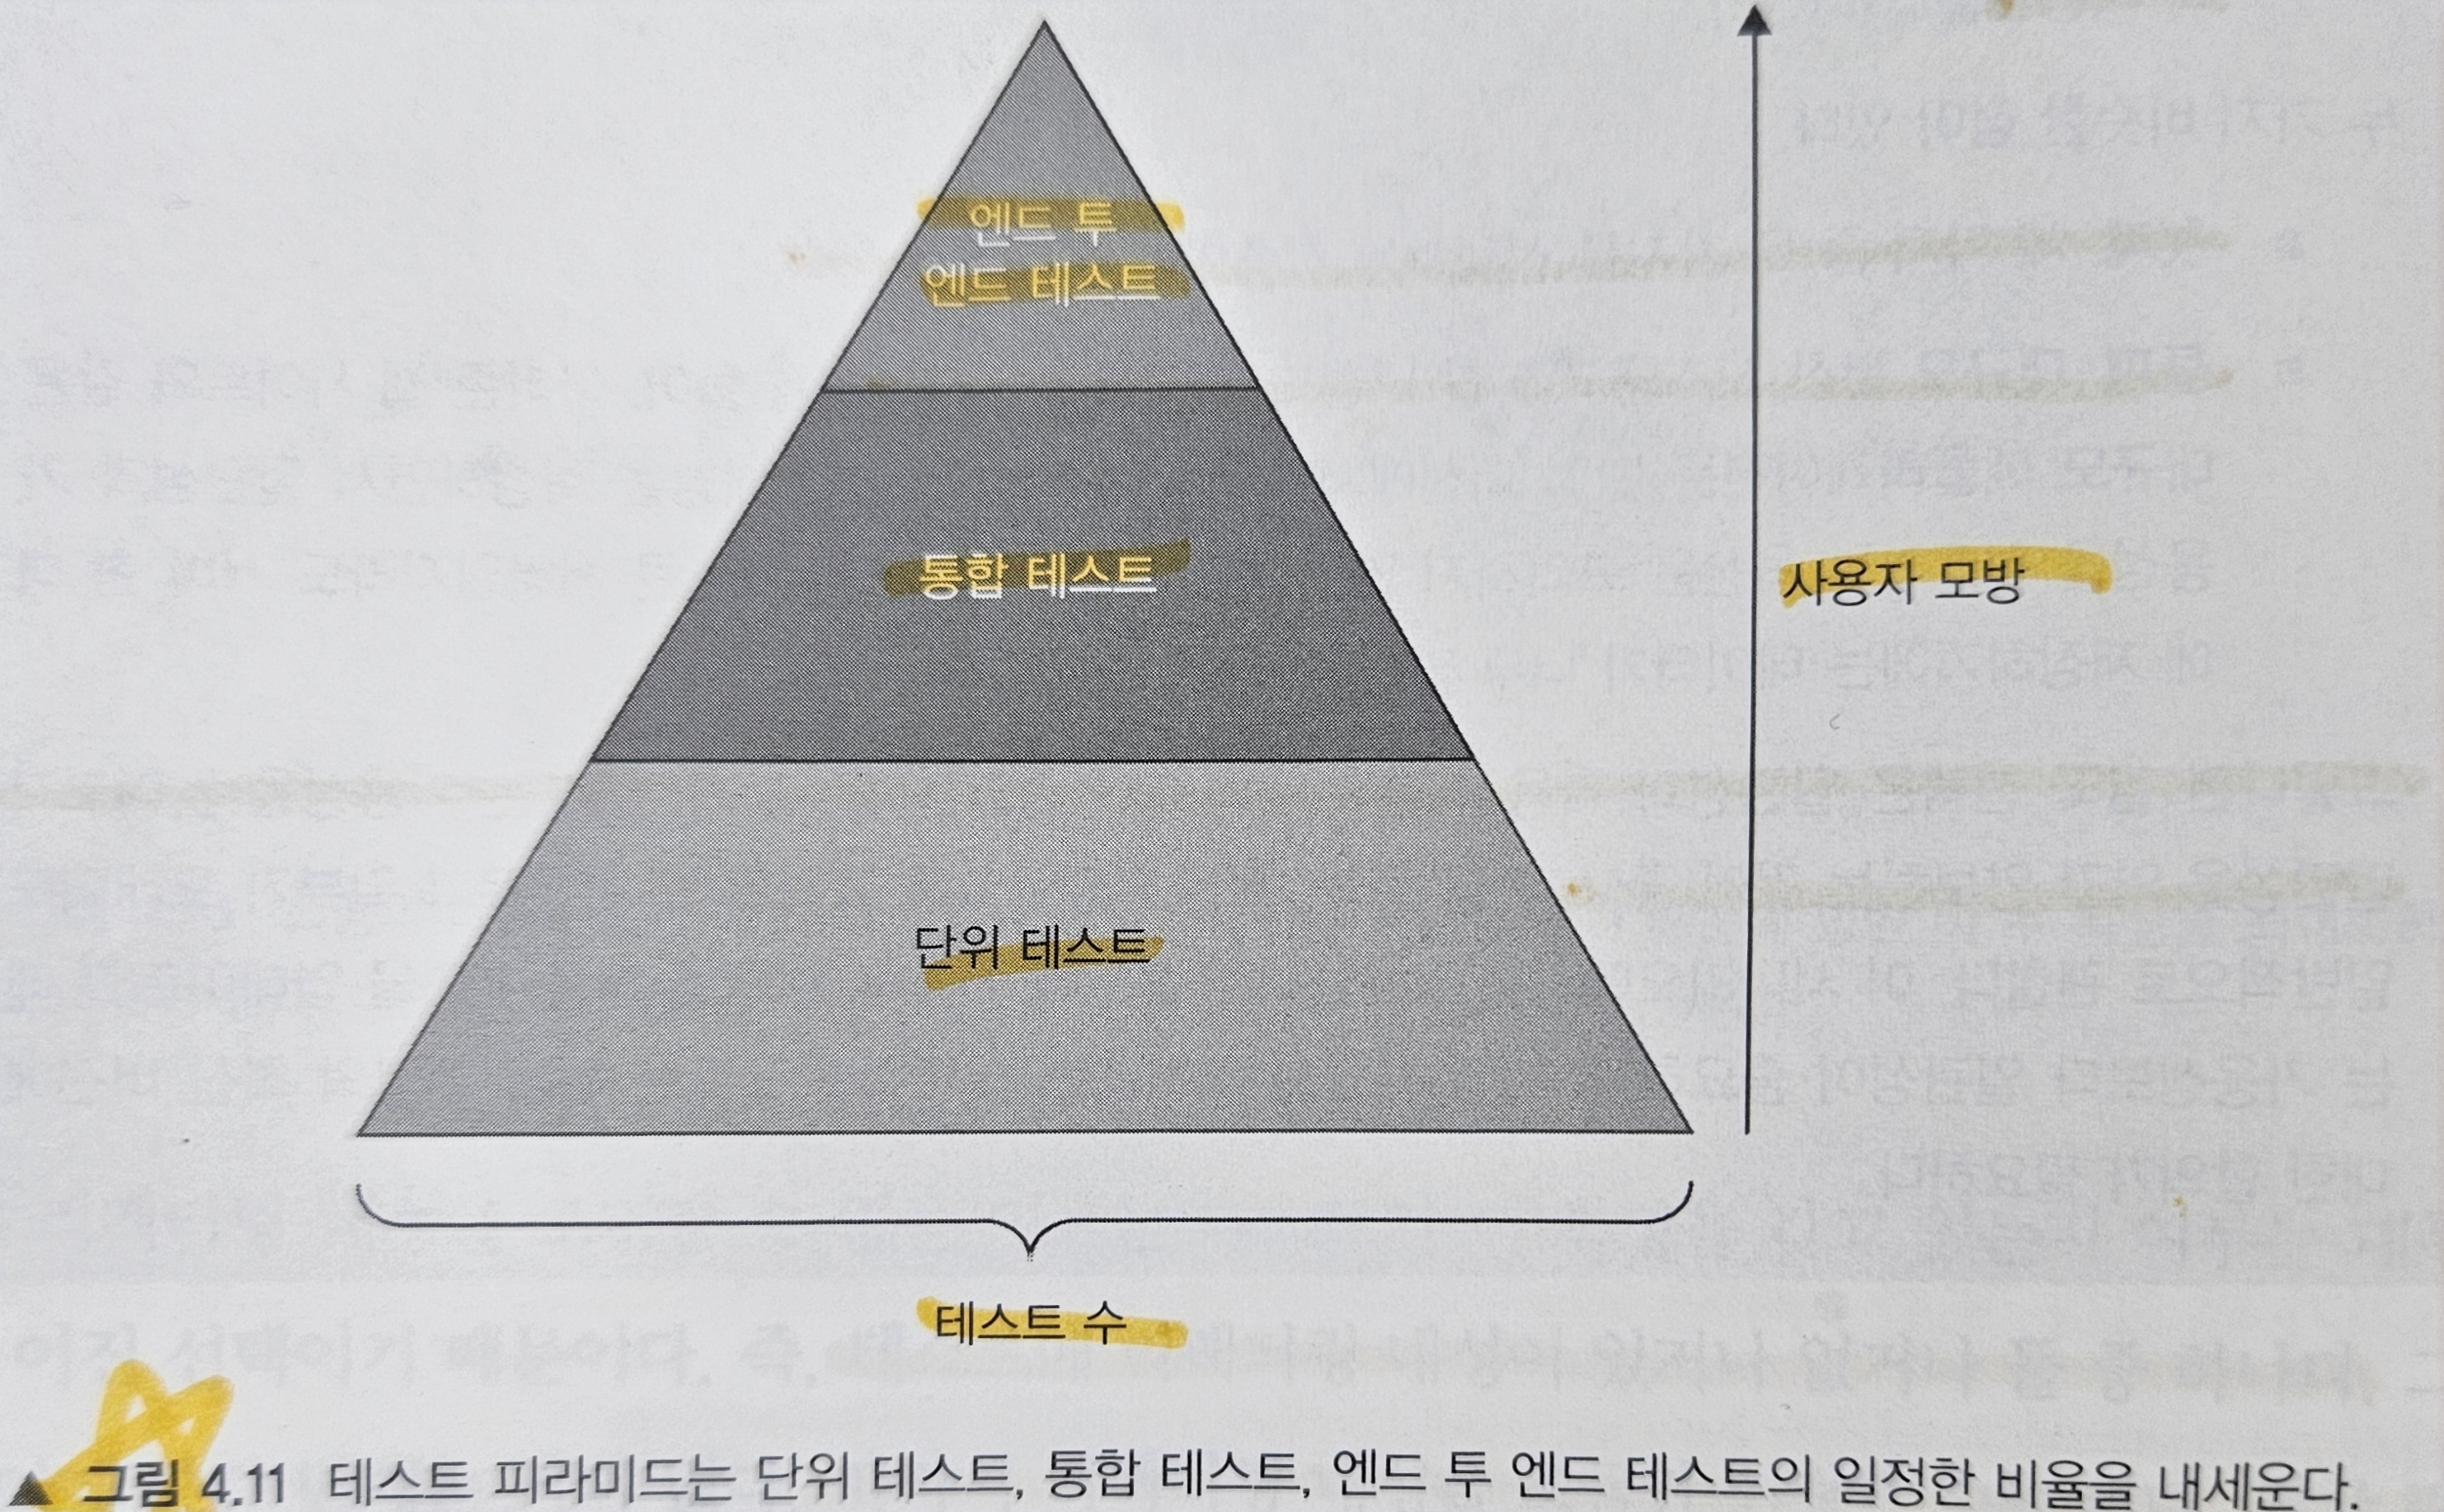 엔드 투
엔드 테스트
통합 테스트
사용자 모방
단위 테스트
테스트 수
▲ 그림 4.11 테스트 피라미드는 단위 테스트, 통합 테스트, 엔드 투 엔드 테스트의 일정한 비율을 내세운다.